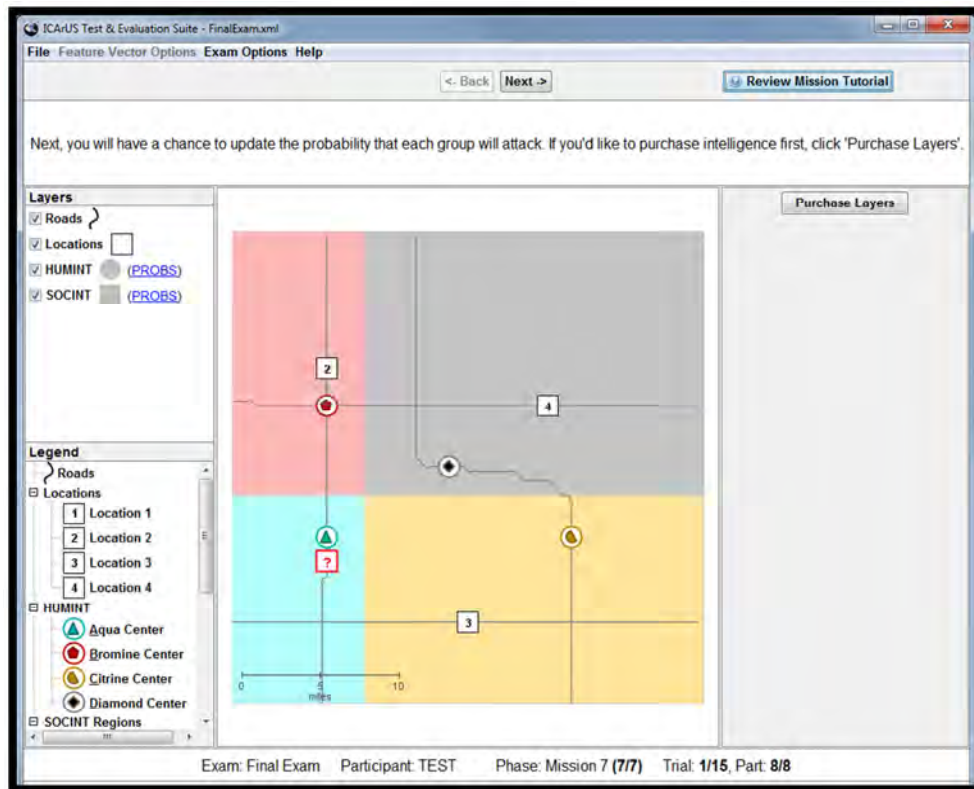 ICArUS Test & Evaluation Suite - FinalExam.xml
File Feature Vector Options Exam Options Help
<- Back Next -> Review Mission Tutorial
Next, you will have a chance to update the probability that each group will attack. If you'd like to purchase intelligence first, click 'Purchase Layers'.
Layers
Roads
Locations
HUMINT (PROBS)
SOCINT (PROBS)
Purchase Layers
2
4
?
3
0 5 10
miles
Legend
Roads
Locations
1 Location 1
2 Location 2
3 Location 3
4 Location 4
HUMINT
Aqua Center
Bromine Center
Citrine Center
Diamond Center
SOCINT Regions
Exam: Final Exam Participant: TEST Phase: Mission 7 (7/7) Trial: 1/15, Part: 8/8